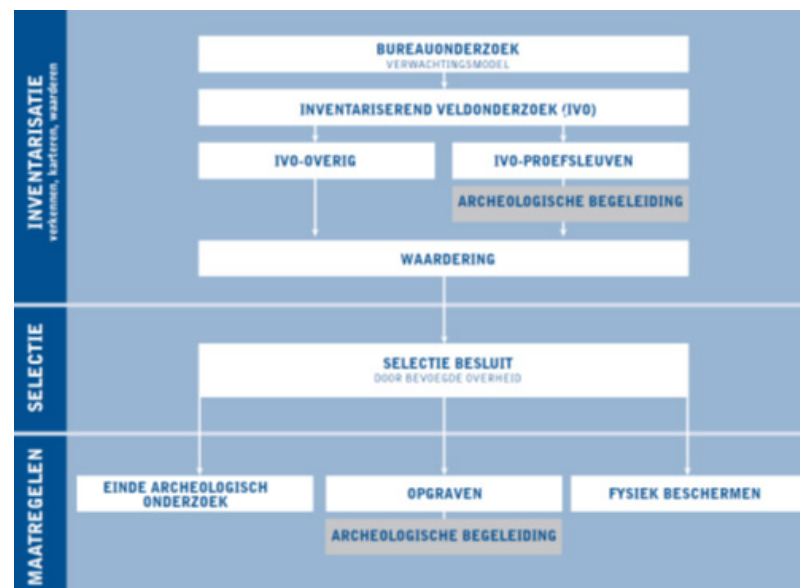 INVENTARISATIE
verkennen, karteren, waarderen
BUREAUONDERZOEK
VERWACHTINGSMODEL
INVENTARISEREND VELDONDERZOEK (IVO)
IVO-OVERIG
IVO-PROEFSLEUVEN
ARCHEOLOGISCHE BEGELEIDING
WAARDERING
SELECTIE
SELECTIE BESLUIT
DOOR BEVOEGDE OVERHEID
MAATREGELEN
EINDE ARCHEOLOGISCH
ONDERZOEK
OPGRAVEN
FYSIEK BESCHERMEN
ARCHEOLOGISCHE BEGELEIDING